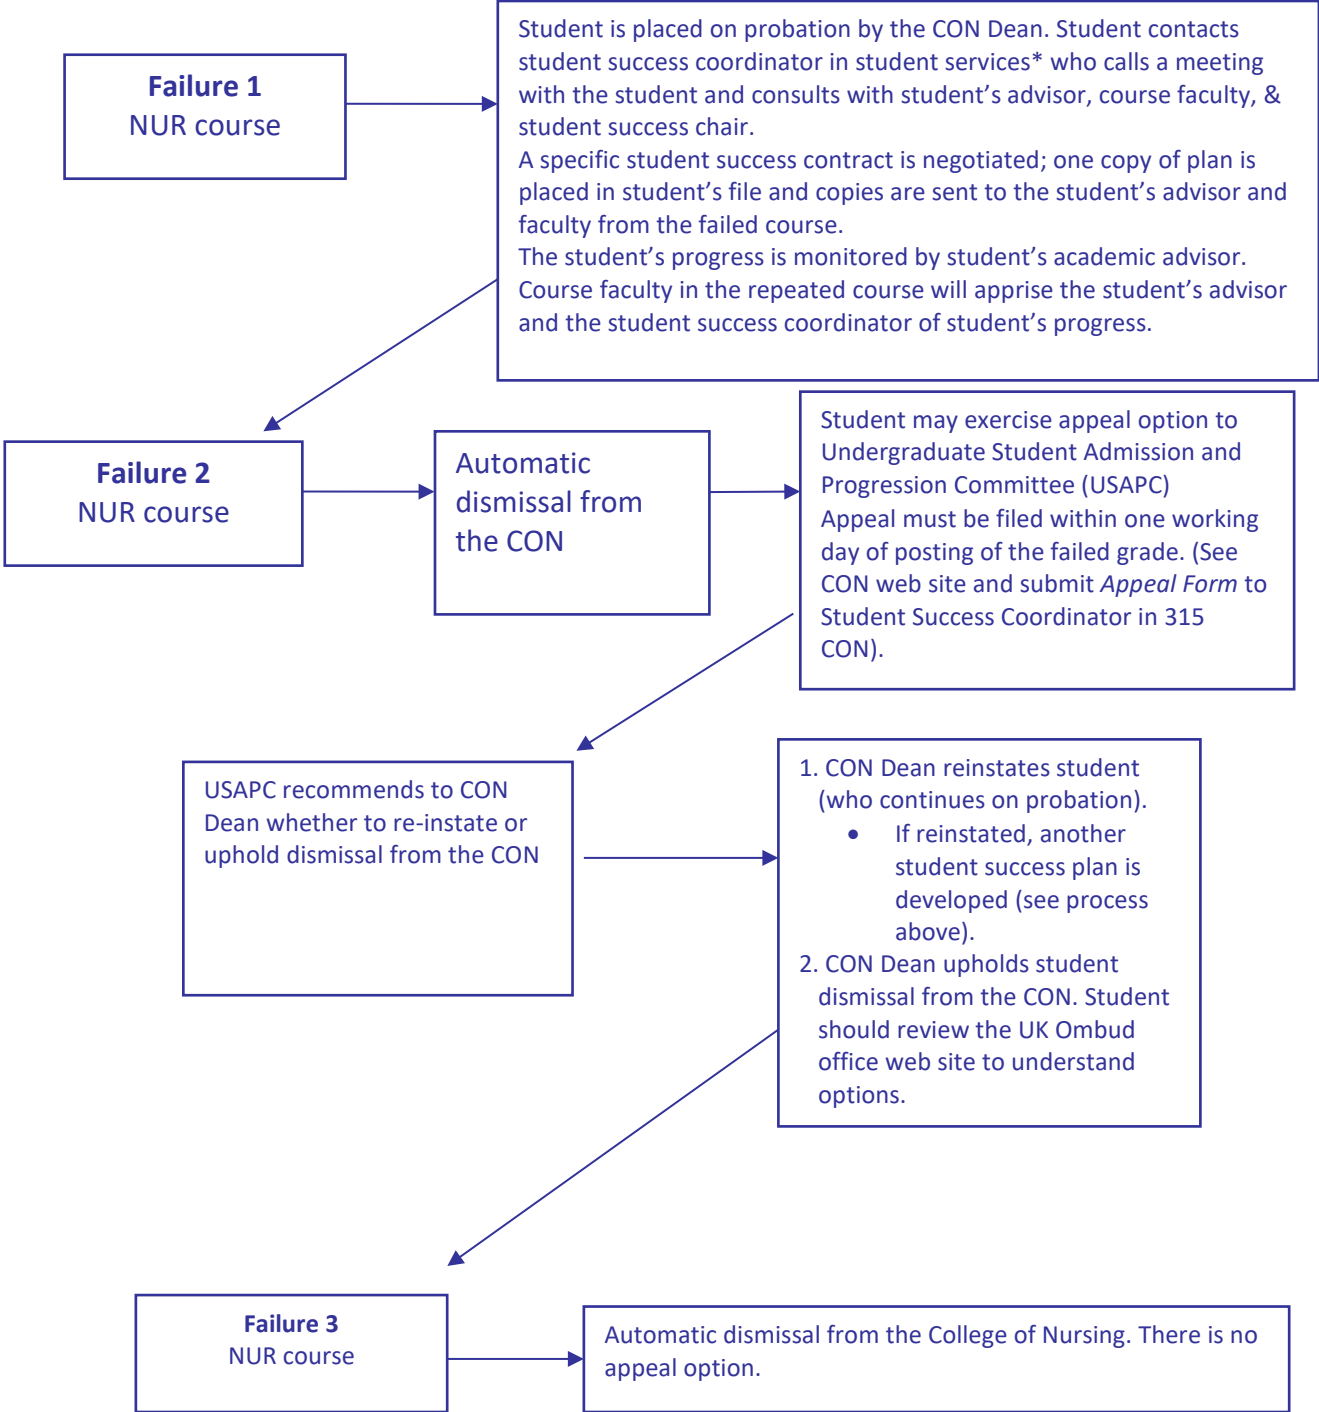 Failure 1
NUR course
Student is placed on probation by the CON Dean. Student contacts
student success coordinator in student services* who calls a meeting
with the student and consults with student’s advisor, course faculty, &
student success chair.
A specific student success contract is negotiated; one copy of plan is
placed in student’s file and copies are sent to the student’s advisor and
faculty from the failed course.
The student’s progress is monitored by student’s academic advisor.
Course faculty in the repeated course will apprise the student’s advisor
and the student success coordinator of student’s progress.
Failure 2
NUR course
Automatic
dismissal from
the CON
Student may exercise appeal option to
Undergraduate Student Admission and
Progression Committee (USAPC)
Appeal must be filed within one working
day of posting of the failed grade. (See
CON web site and submit Appeal Form to
Student Success Coordinator in 315
CON).
USAPC recommends to CON
Dean whether to re-instate or
uphold dismissal from the CON
1. CON Dean reinstates student
(who continues on probation).
• If reinstated, another
student success plan is
developed (see process
above).
2. CON Dean upholds student
dismissal from the CON. Student
should review the UK Ombud
office web site to understand
options.
Failure 3
NUR course
Automatic dismissal from the College of Nursing. There is no
appeal option.